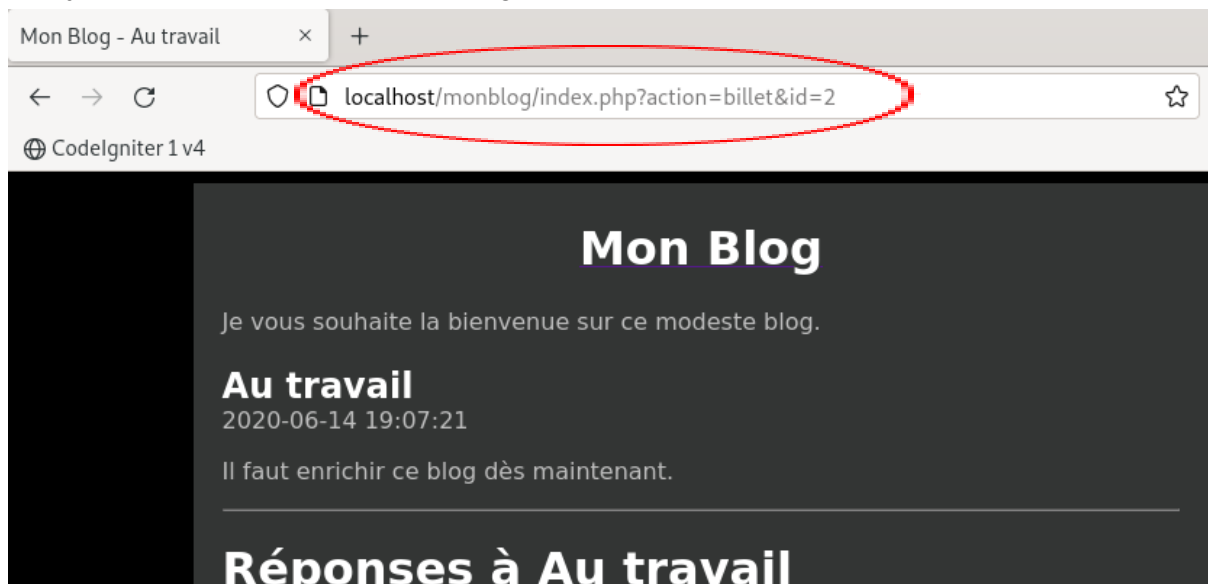 Mon Blog - Au travail
localhost/monblog/index.php?action=billet&id=2
CodeIgniter 1 v4
Mon Blog
Je vous souhaite la bienvenue sur ce modeste blog.
Au travail
2020-06-14 19:07:21
Il faut enrichir ce blog dès maintenant.
Réponses à Au travail